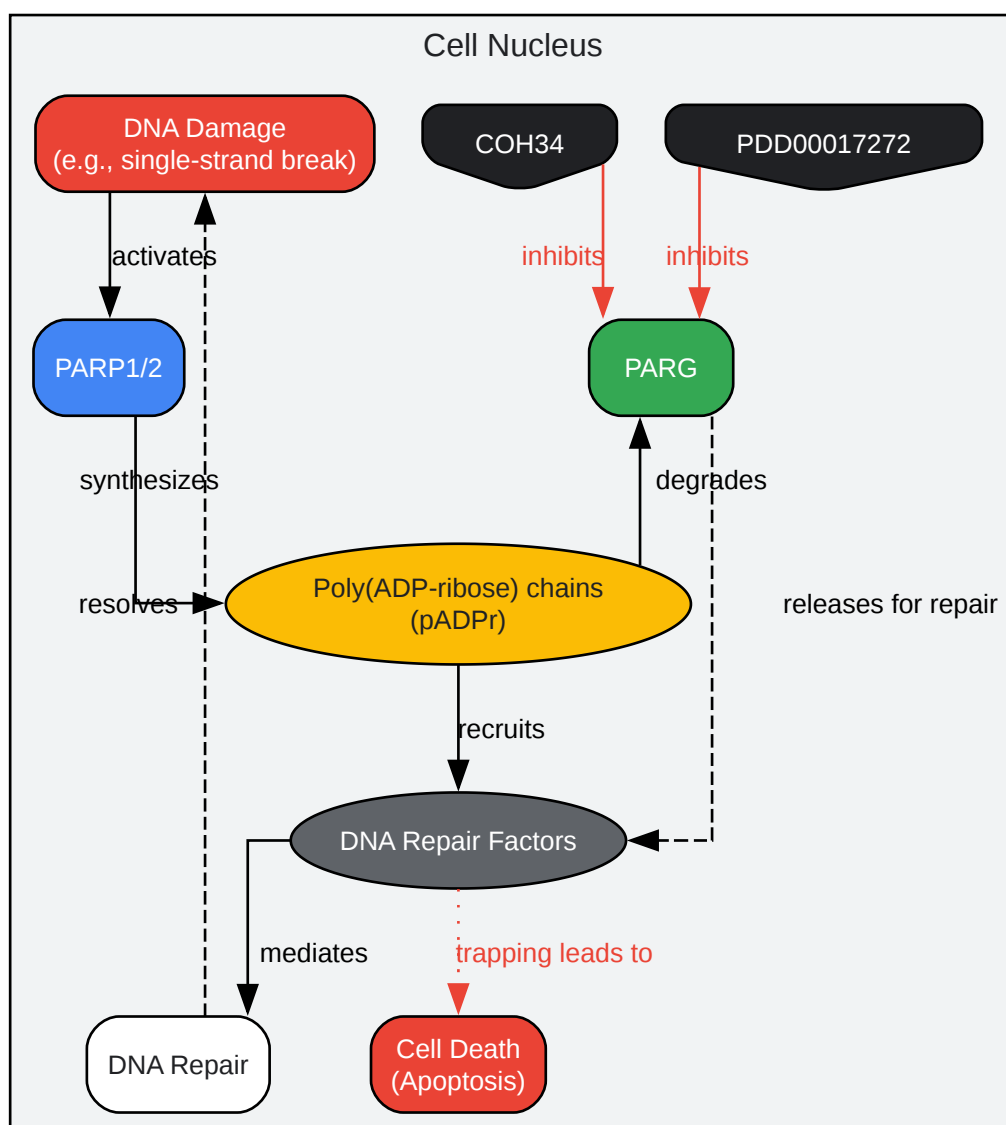 Cell Nucleus
DNA Damage
(e.g., single-strand break)
COH34
PDD00017272
activates
inhibits
inhibits
PARP1/2
PARG
synthesizes
degrades
resolves
Poly(ADP-ribose) chains
(pADPr)
releases for repair
recruits
DNA Repair Factors
mediates
trapping leads to
DNA Repair
Cell Death
(Apoptosis)